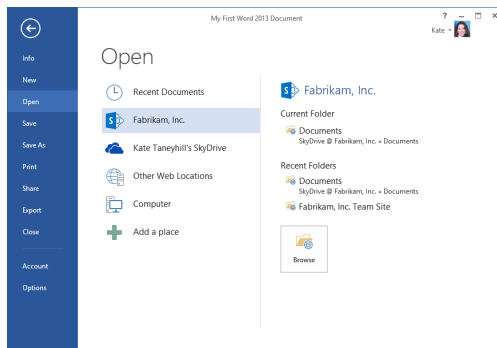 My First Word 2013 Document
?
Kate
Info
New
Open
Save
Save As
Print
Share
Export
Close
Account
Options
Open
Recent Documents
Fabrikam, Inc.
Kate Taneyhill's SkyDrive
Other Web Locations
Computer
Add a place
Fabrikam, Inc.
Current Folder
Documents
SkyDrive @ Fabrikam, Inc. » Documents
Recent Folders
Documents
SkyDrive @ Fabrikam, Inc. » Documents
Fabrikam, Inc. Team Site
Browse